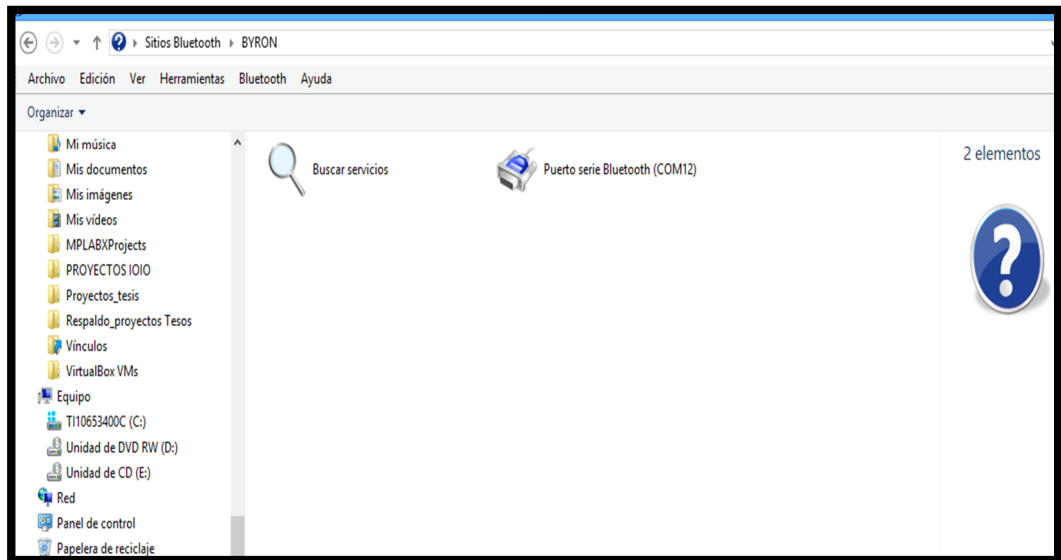 Sitios Bluetooth BYRON
Archivo Edición Ver Herramientas Bluetooth Ayuda
Organizar
Mi música
Mis documentos
Mis imágenes
Mis vídeos
MPLABXProjects
PROYECTOS IOIO
Proyectos_tesis
Respaldo_proyectos Tesos
Vínculos
VirtualBox VMs
Equipo
TI10653400C (C:)
Unidad de DVD RW (D:)
Unidad de CD (E:)
Red
Panel de control
Papelera de reciclaje
Buscar servicios
Puerto serie Bluetooth (COM12)
2 elementos